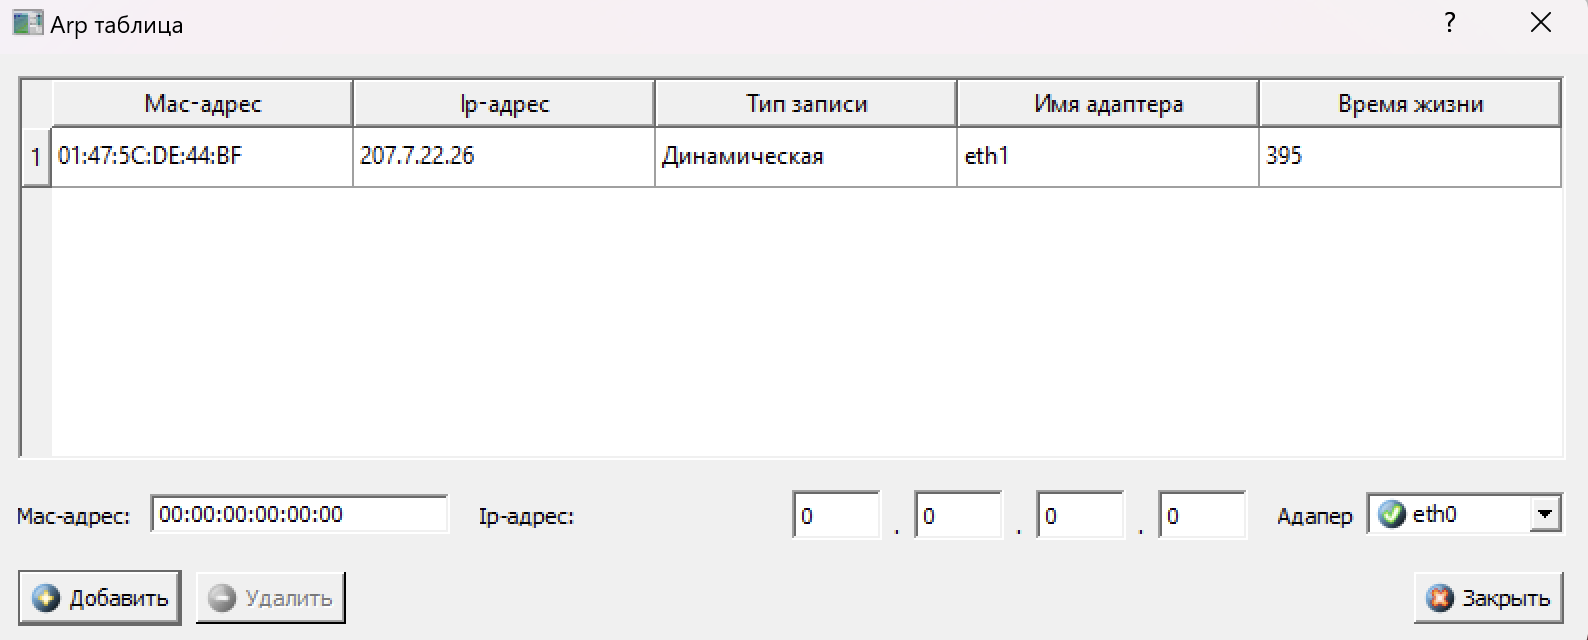 Arp таблица ?
Mac-адрес Ip-адрес Тип записи Имя адаптера Время жизни
1 01:47:5C:DE:44:BF 207.7.22.26 Динамическая eth1 395
Mac-адрес: 00:00:00:00:00:00 Ip-адрес: 0 . 0 . 0 . 0 Адапер eth0
Добавить Удалить Закрыть